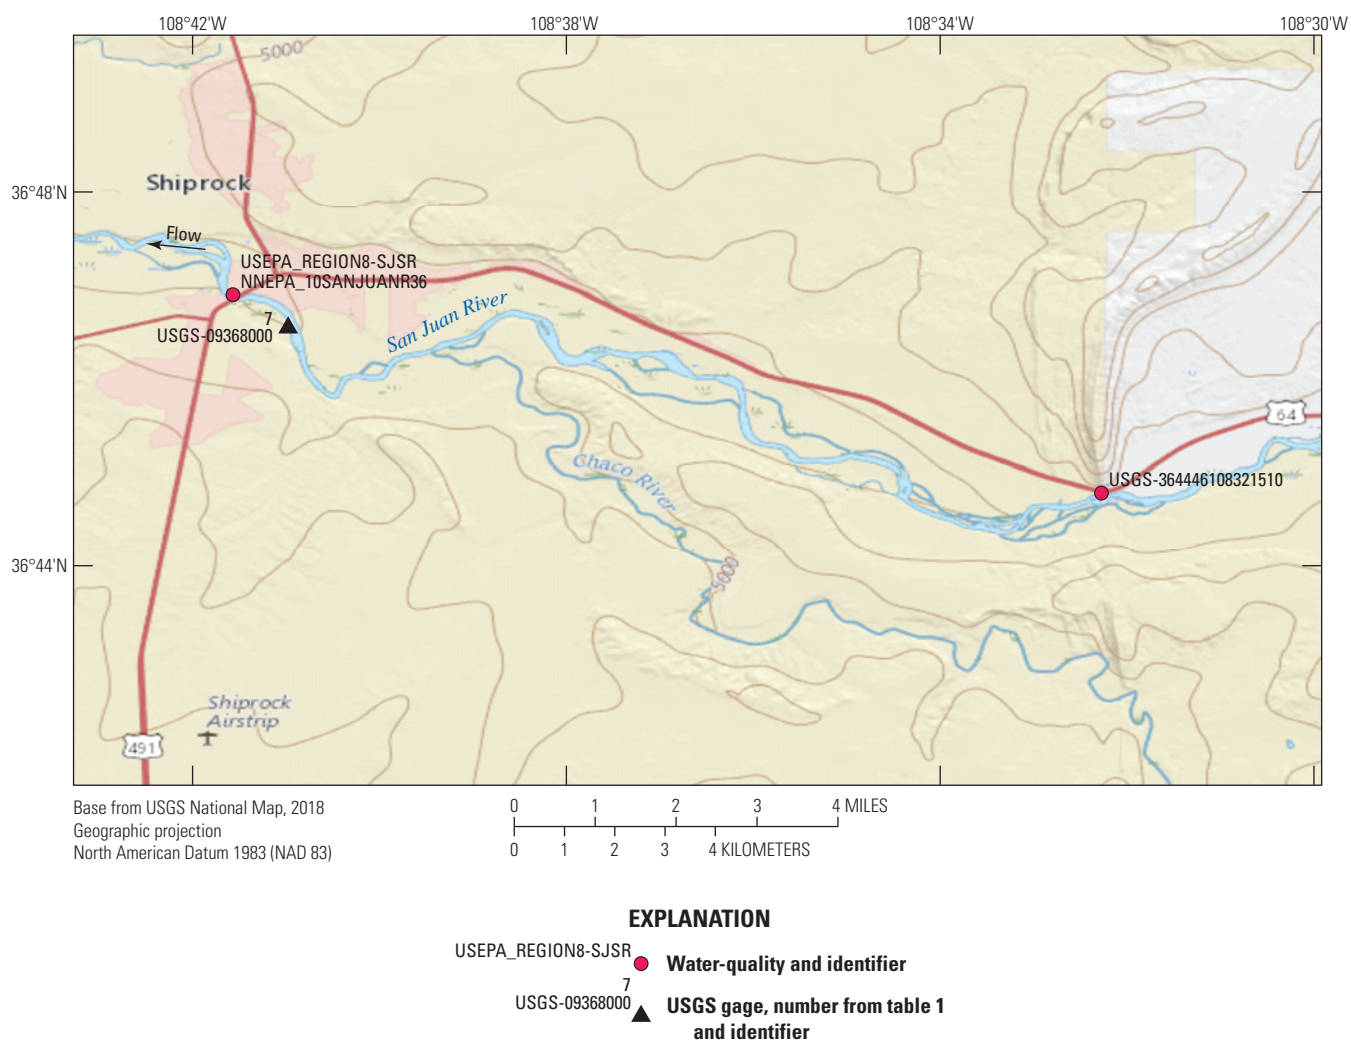 108°42'W
108°38'W
108°34'W
108°30'W
5000
36°48'N
Shiprock
Flow
USEPA_REGION8-SJSR
NNEPA_10SANJUANR36
7
USGS-09368000
San Juan River
64
Chaco River
USGS-364446108321510
36°44'N
5000
Shiprock
Airstrip
491
Base from USGS National Map, 2018
Geographic projection
North American Datum 1983 (NAD 83)
0 1 2 3 4 MILES
0 1 2 3 4 KILOMETERS
EXPLANATION
USEPA_REGION8-SJSR
Water-quality and identifier
7
USGS-09368000
USGS gage, number from table 1
and identifier